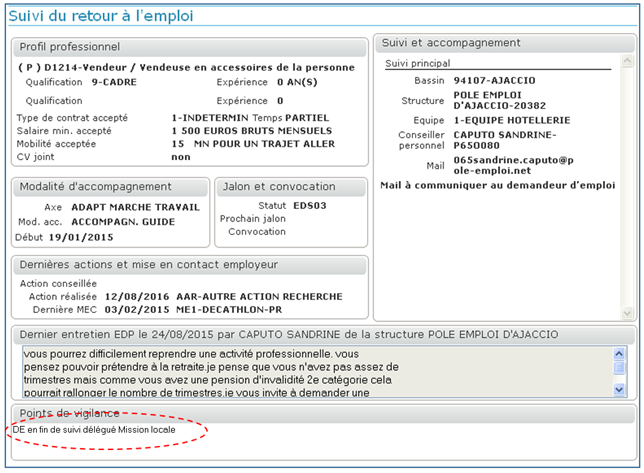 Suivi du retour à l'emploi
Profil professionnel
( P ) D1214-Vendeur / Vendeuse en accessoires de la personne
Qualification 9-CADRE Expérience 0 AN(S)
Qualification Expérience 0
Type de contrat accepté 1-INDETERMIN Temps PARTIEL
Salaire min. accepté 1 500 EUROS BRUTS MENSUELS
Mobilité acceptée 15 MN POUR UN TRAJET ALLER
CV joint non
Modalité d'accompagnement
Axe ADAPT MARCHE TRAVAIL
Mod. acc. ACCOMPAGN. GUIDE
Début 19/01/2015
Jalon et convocation
Statut EDS03
Prochain jalon
Convocation
Dernières actions et mise en contact employeur
Action conseillée
Action réalisée 12/08/2016 AAR-AUTRE ACTION RECHERCHE
Dernière MEC 03/02/2015 ME1-DECATHLON-PR
Suivi et accompagnement
Suivi principal
Bassin 94107-AJACCIO
Structure POLE EMPLOI
D'AJACCIO-20382
Equipe 1-EQUIPE HOTELLERIE
Conseiller CAPUTO SANDRINE-
personnel P65O080
Mail 065sandrine.caputo@p
ole-emploi.net
Mail à communiquer au demandeur d'emploi
Dernier entretien EDP le 24/08/2015 par CAPUTO SANDRINE de la structure POLE EMPLOI D'AJACCIO
vous pourrez difficilement reprendre une activité professionnelle. vous
pensez pouvoir prétendre à la retraite.je pense que vous n'avez pas assez de
trimestres mais comme vous avez une pension d'invalidité 2e catégorie cela
pourrait rallonger le nombre de trimestres.je vous invite à demander une
Points de vigilance
DE en fin de suivi délégué Mission locale